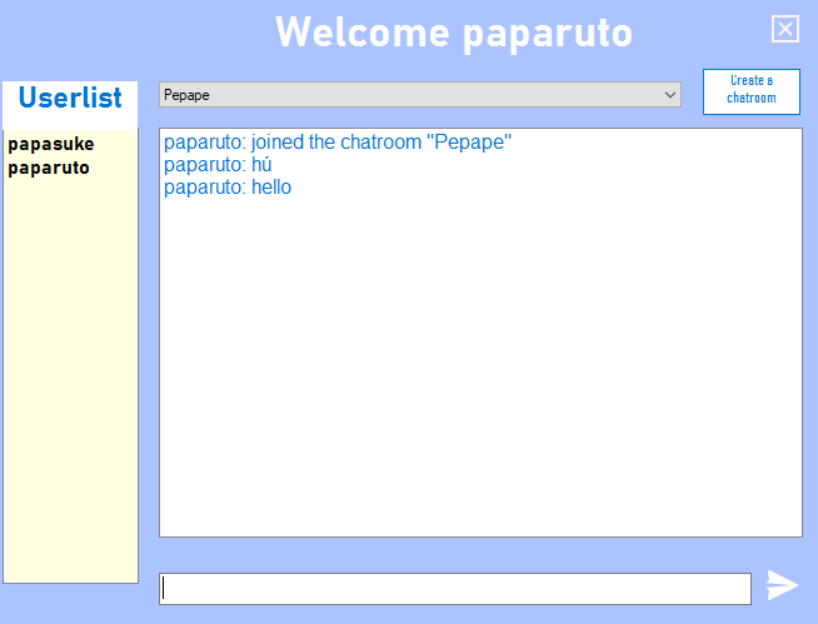 Welcome paparuto
Userlist
papasuke
paparuto
Pepape
Create a
chatroom
paparuto: joined the chatroom "Pepape"
paparuto: hú
paparuto: hello